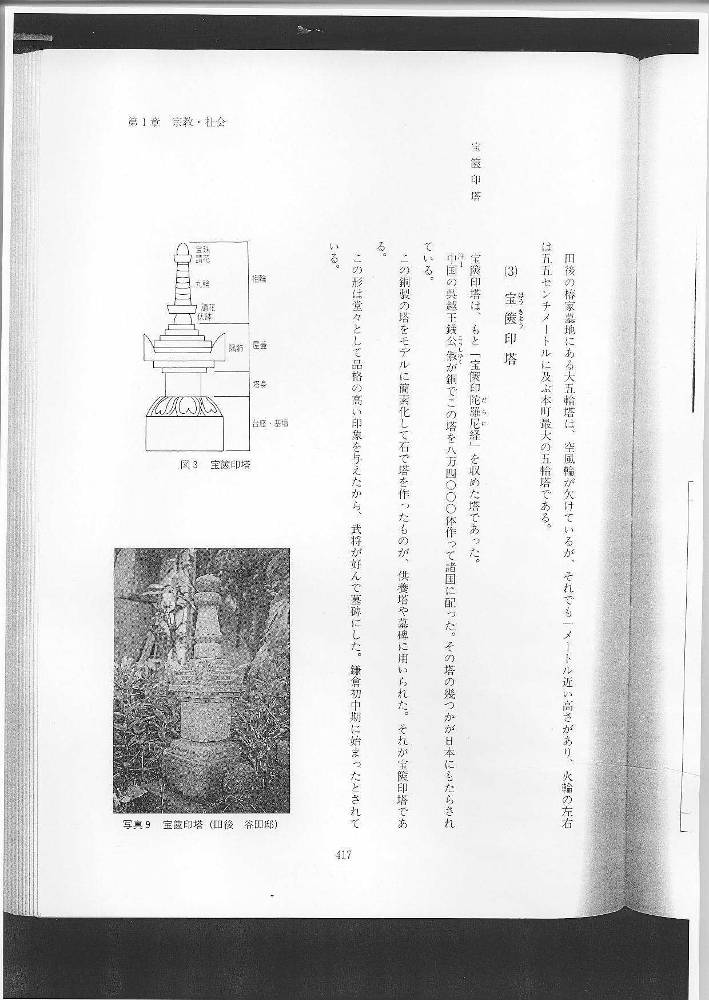 第1章　宗教・社会
田後の椿家墓地にある大五輪塔は、空風輪が欠けているが、それでも一メートル近い高さがあり、火輪の左右
は五五センチメートルに及ぶ本町最大の五輪塔である。
(3)　宝篋印塔
ほうきょう
宝篋印塔
宝篋印塔は、もと「宝篋印陀羅尼経」を収めた塔であった。
だらに
注1
中国の呉越王銭公俶が銅でこの塔を八万四〇〇〇体作って諸国に配った。その塔の幾つかが日本にもたらされ
こうしゅく
ている。
この銅製の塔をモデルに簡素化して石で塔を作ったものが、供養塔や墓碑に用いられた。それが宝篋印塔であ
る。
この形は堂々として品格の高い印象を与えたから、武将が好んで墓碑にした。鎌倉初中期に始まったとされて
いる。
宝珠
請花
九輪
請花
伏鉢
相輪
隅飾
屋蓋
塔身
台座・基壇
図3　宝篋印塔
写真9　宝篋印塔（田後　谷田邸）
417